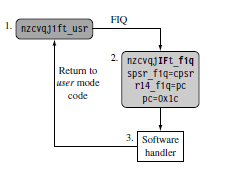 FIQ
1. nzcvqjift_usr
2. nzcvqjIFt_fiq
spsr_fiq=cpsr
r14_fiq=pc
pc=0x1c
Return to
user mode
code
3. Software
handler